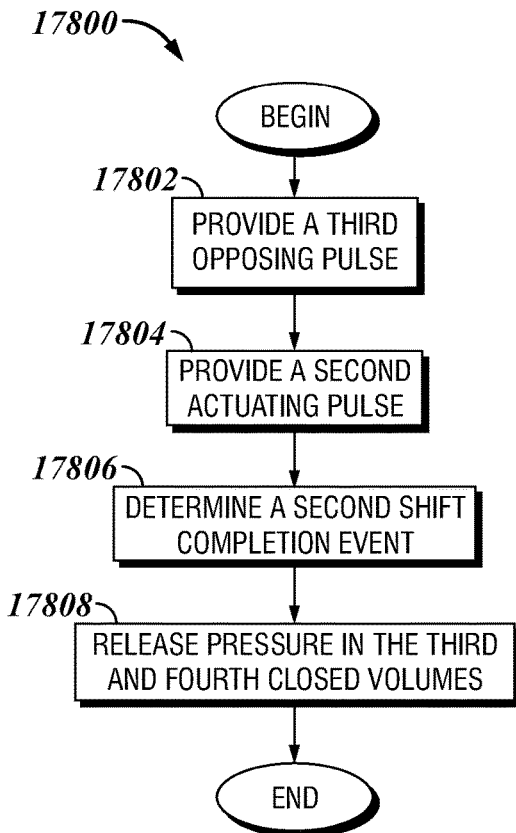 17800
BEGIN
17802
PROVIDE A THIRD
OPPOSING PULSE
17804
PROVIDE A SECOND
ACTUATING PULSE
17806
DETERMINE A SECOND SHIFT
COMPLETION EVENT
17808
RELEASE PRESSURE IN THE THIRD
AND FOURTH CLOSED VOLUMES
END